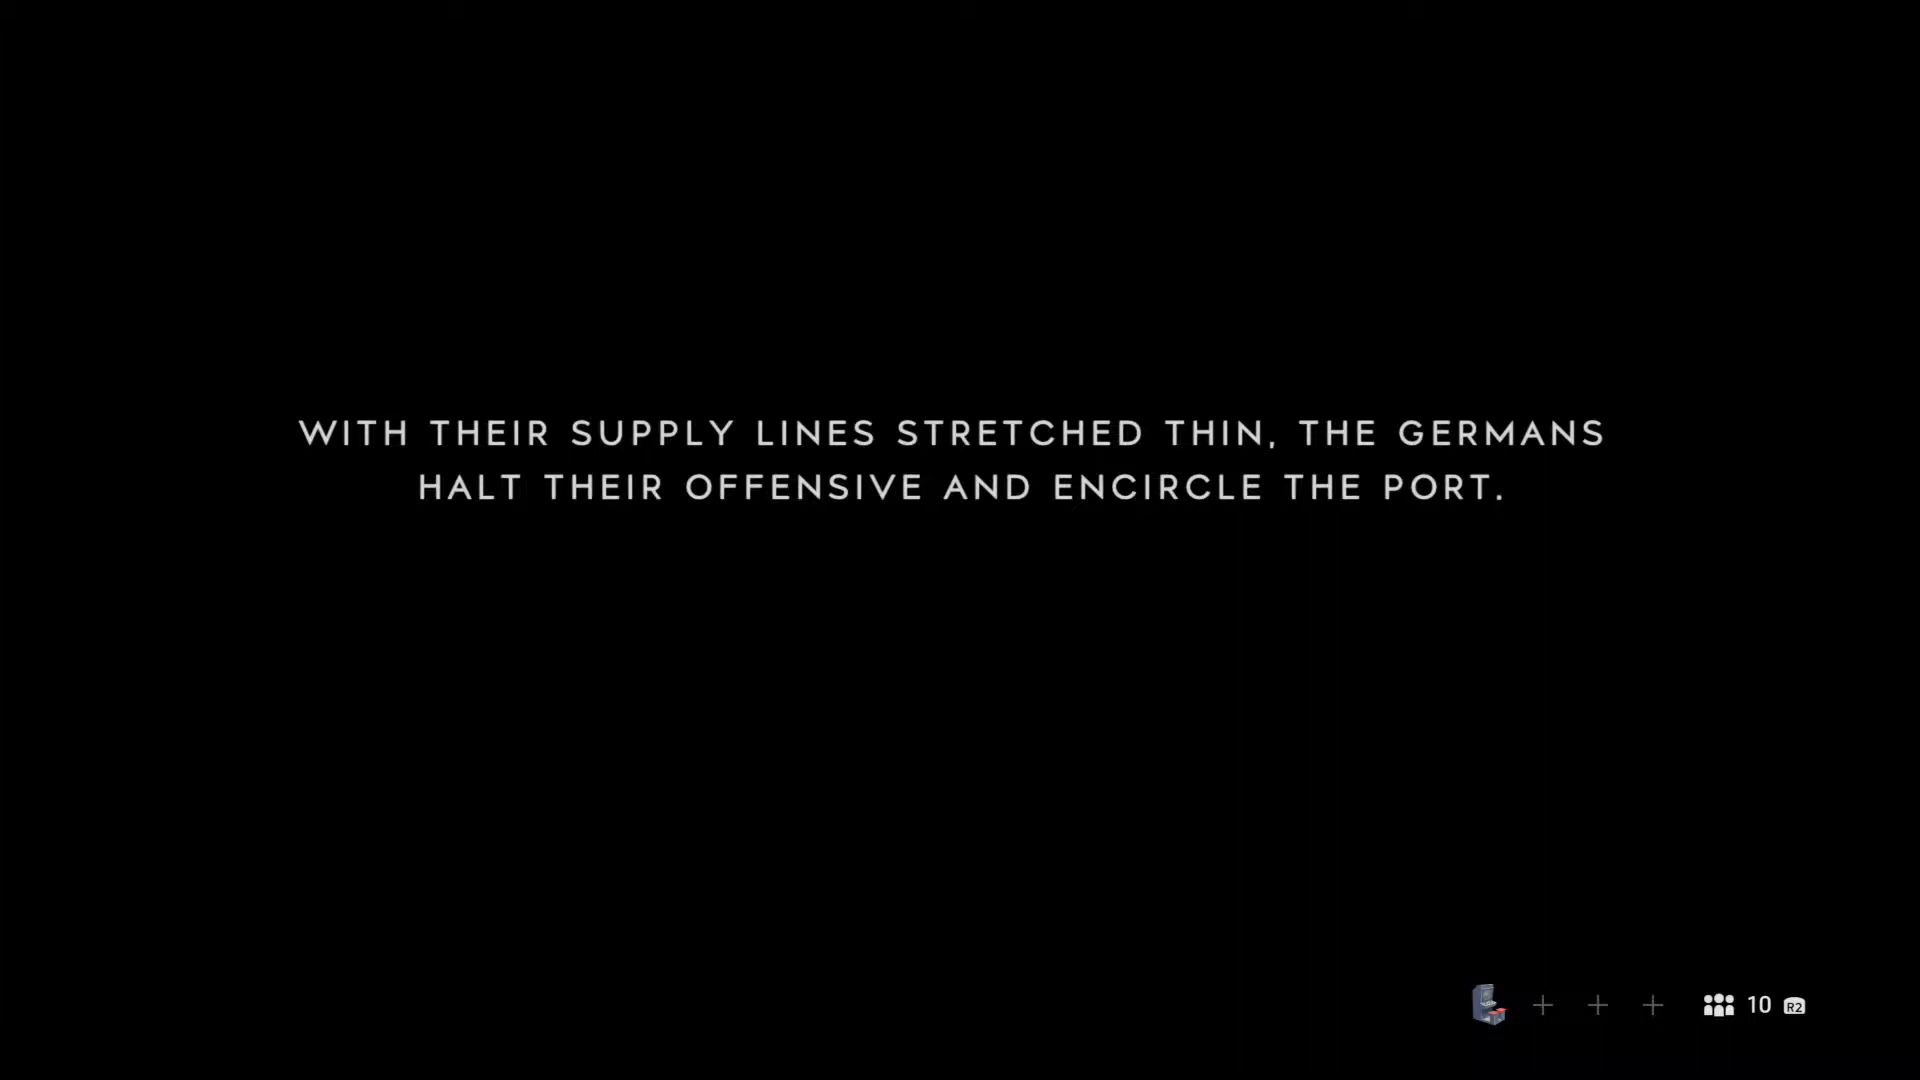 WITH THEIR SUPPLY LINES STRETCHED THIN, THE GERMANS
HALT THEIR OFFENSIVE AND ENCIRCLE THE PORT.
10 R2